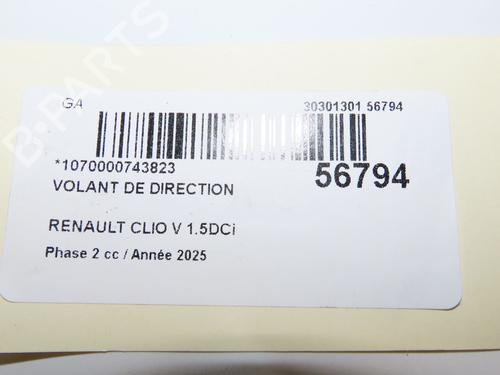 GA
30301301 56794
*1070000743823
56794
VOLANT DE DIRECTION
RENAULT CLIO V 1.5DCi
Phase 2 cc / Année 2025
B-PARTS